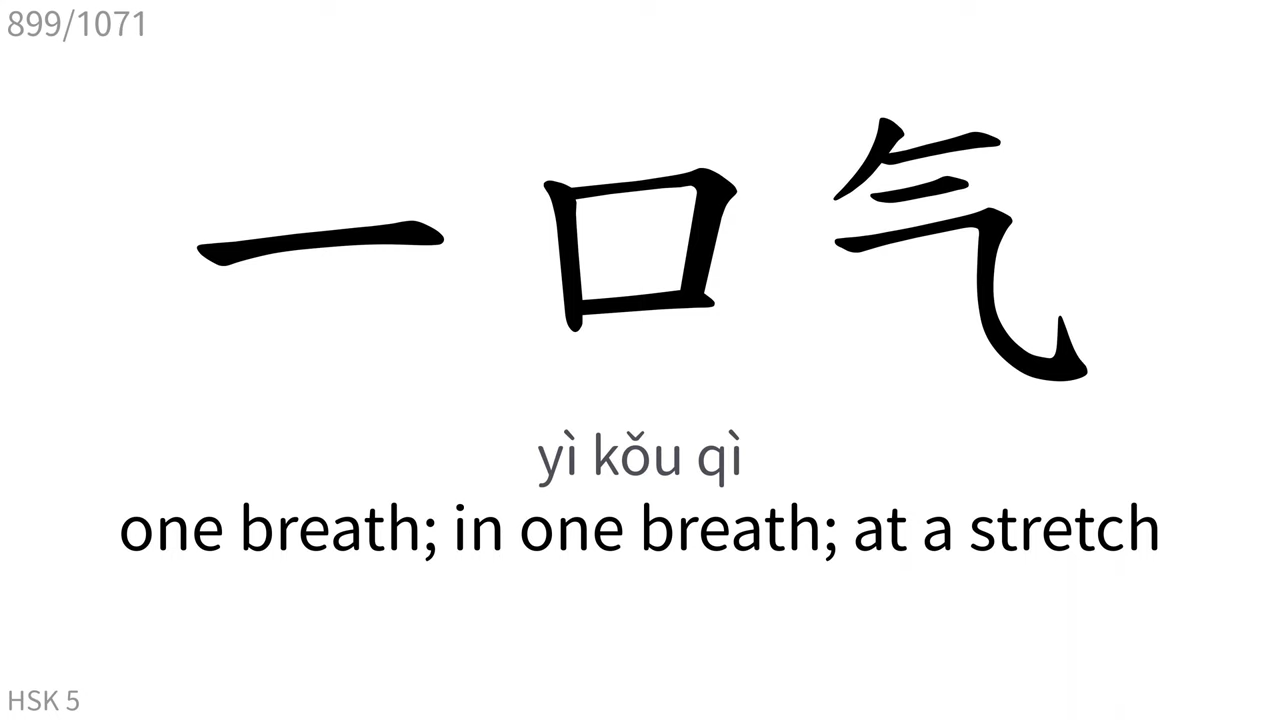 899/1071
一口气
yì kǒu qì
one breath; in one breath; at a stretch
HSK 5